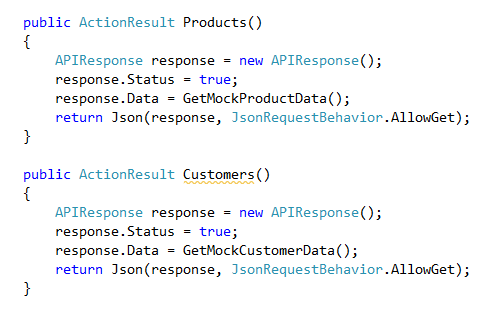 public ActionResult Products()
{
    APIResponse response = new APIResponse();
    response.Status = true;
    response.Data = GetMockProductData();
    return Json(response, JsonRequestBehavior.AllowGet);
}

public ActionResult Customers()
{
    APIResponse response = new APIResponse();
    response.Status = true;
    response.Data = GetMockCustomerData();
    return Json(response, JsonRequestBehavior.AllowGet);
}